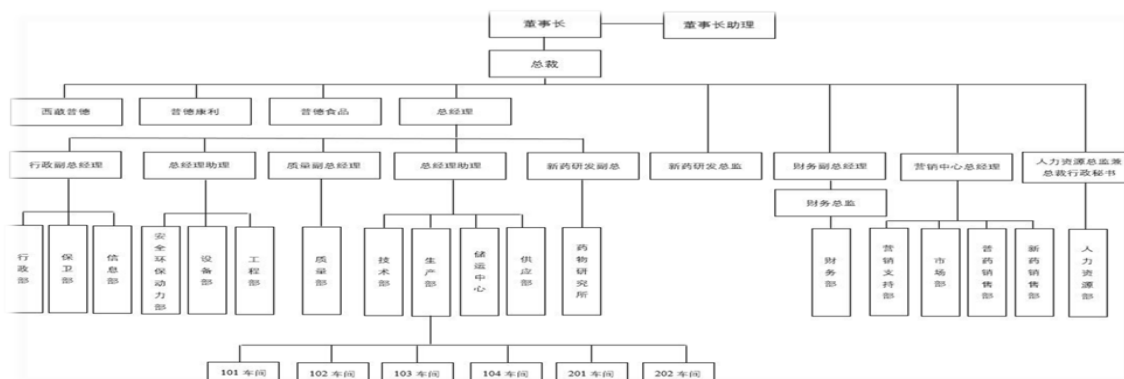 董事长
董事长助理
总裁
西藏普德
普德康利
普德食品
总经理
行政副总经理
总经理助理
质量副总经理
总经理助理
新药研发副总
新药研发总监
财务副总经理
营销中心总经理
人力资源总监兼
总裁行政秘书
财务总监
行政部
保卫部
信息部
安全环保动力部
设备部
工程部
质量部
技术部
生产部
储运中心
供应部
药物研究所
财务部
营销支持部
市场部
普药销售部
新药销售部
人力资源部
101 车间
102 车间
103 车间
104 车间
201 车间
202 车间